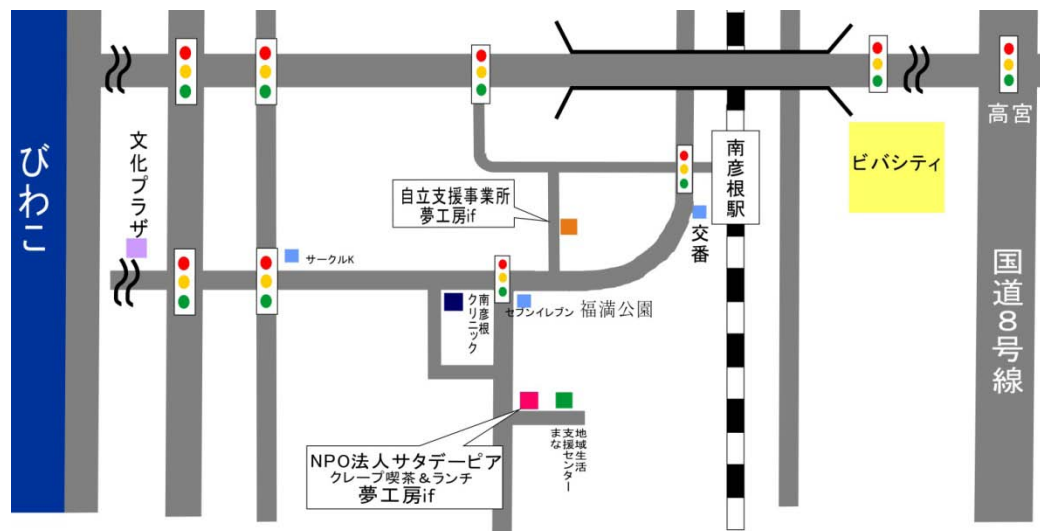 びわこ
文化プラザ
サークルK
自立支援事業所
夢工房if
南彦根駅
交番
ビバシティ
高宮
国道8号線
南彦根
クリニック
セブンイレブン
福満公園
NPO法人サタデーピア
クレープ喫茶&ランチ
夢工房if
地域生活
支援センター
まな